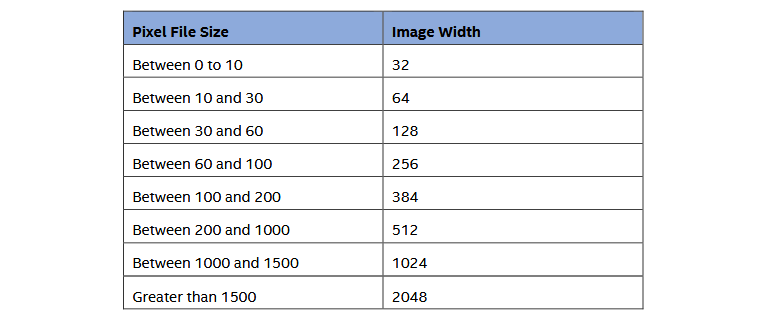 Pixel File Size Image Width
Between 0 to 10 32
Between 10 and 30 64
Between 30 and 60 128
Between 60 and 100 256
Between 100 and 200 384
Between 200 and 1000 512
Between 1000 and 1500 1024
Greater than 1500 2048